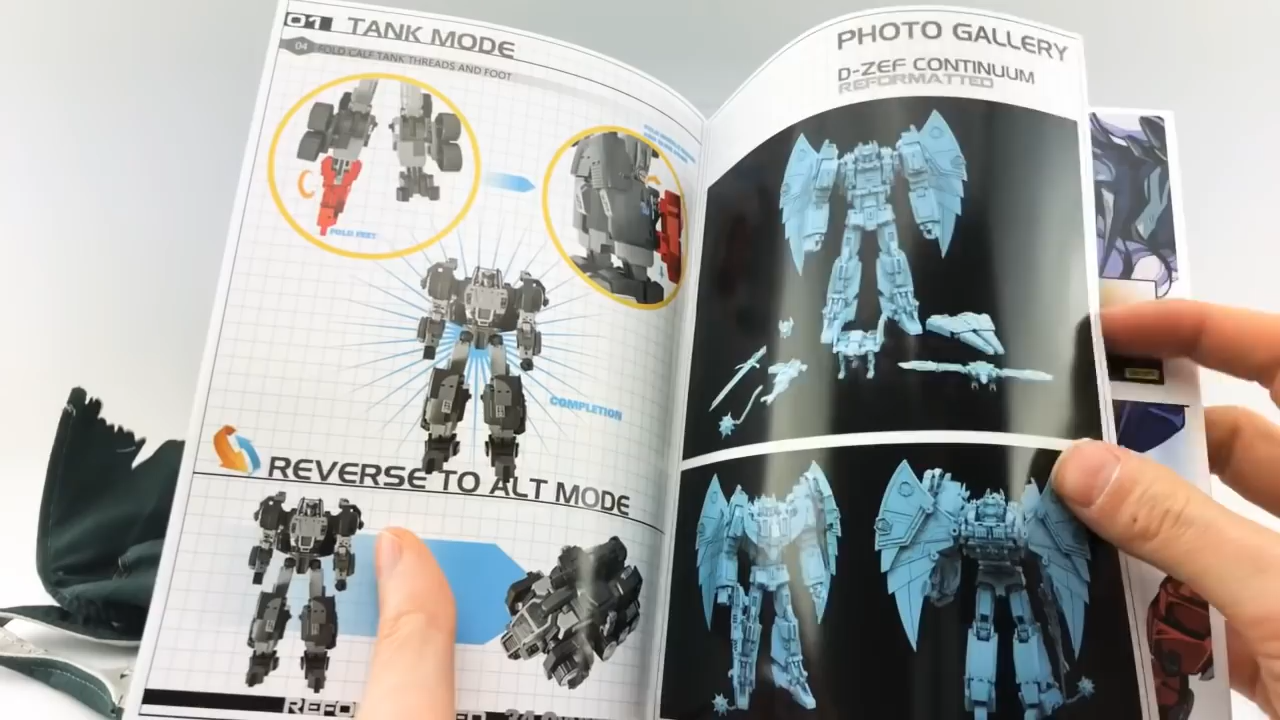 01 TANK MODE
04 FOLD CALF TANK THREADS AND FOOT
FOLD FEET
COMPLETION
REVERSE TO ALT MODE
PHOTO GALLERY
D-ZEF CONTINUUM
REFORMATTED